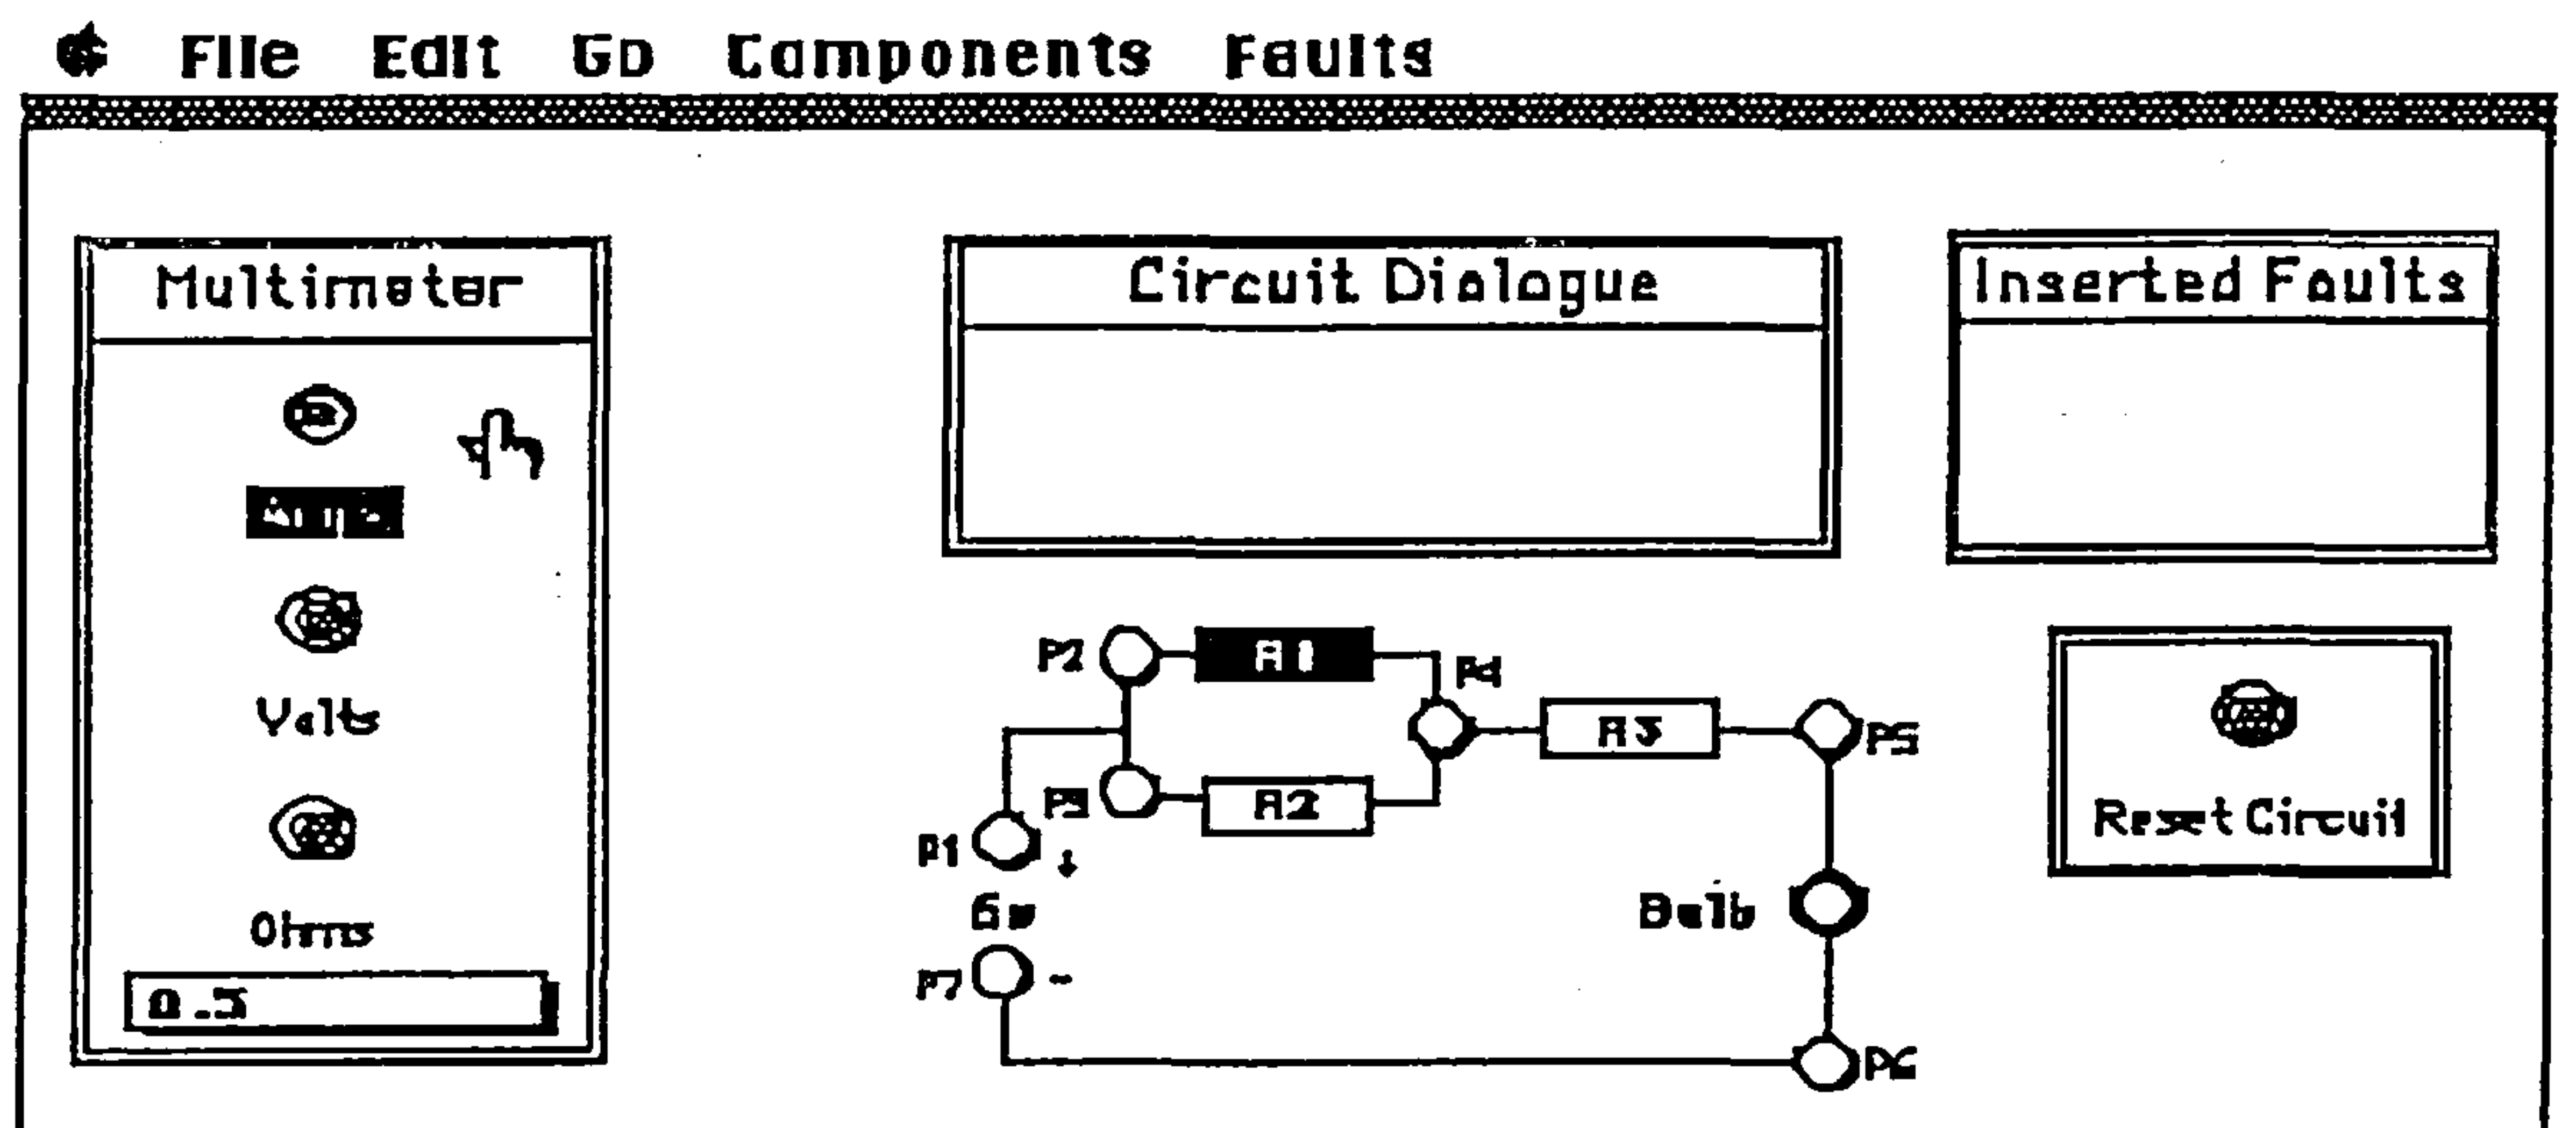 File Edit Go Components Faults
Multimeter
Circuit Dialogue
Inserted Faults
Amps
Volts
Ohms
0.5
P2
R1
P4
R3
P5
P3
R2
P1
+
6v
Bulb
P7 -
P6
Reset Circuit